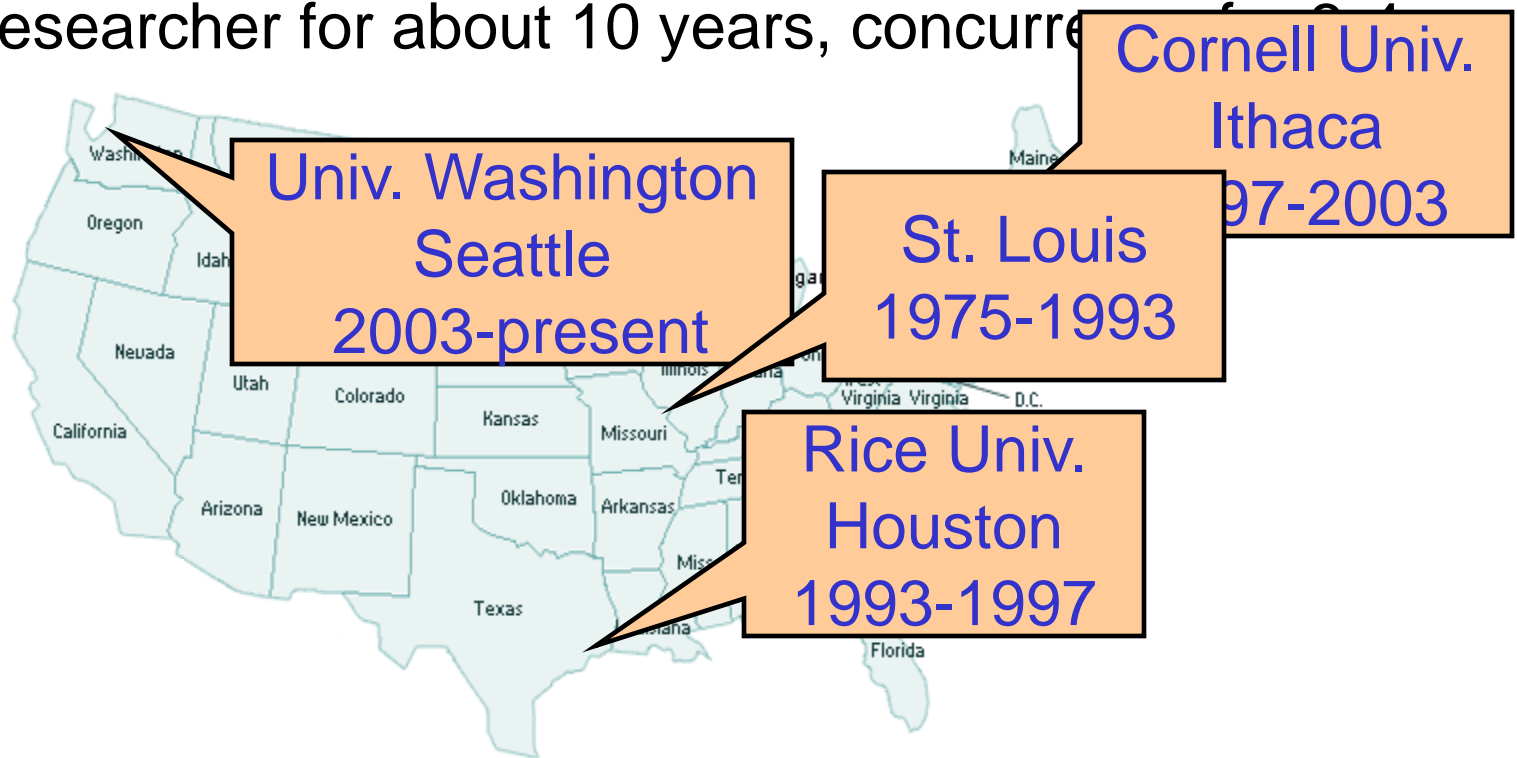 researcher for about 10 years,
Cornell Univ.
Ithaca
97-2003
Univ. Washington
Seattle
2003-present
St. Louis
1975-1993
Rice Univ.
Houston
1993-1997
Maine
Oregon
Nevada
Utah
Colorado
Kansas
Missouri
California
Virginia Virginia
D.C.
Arizona
New Mexico
Oklahoma
Arkansas
Texas
Florida